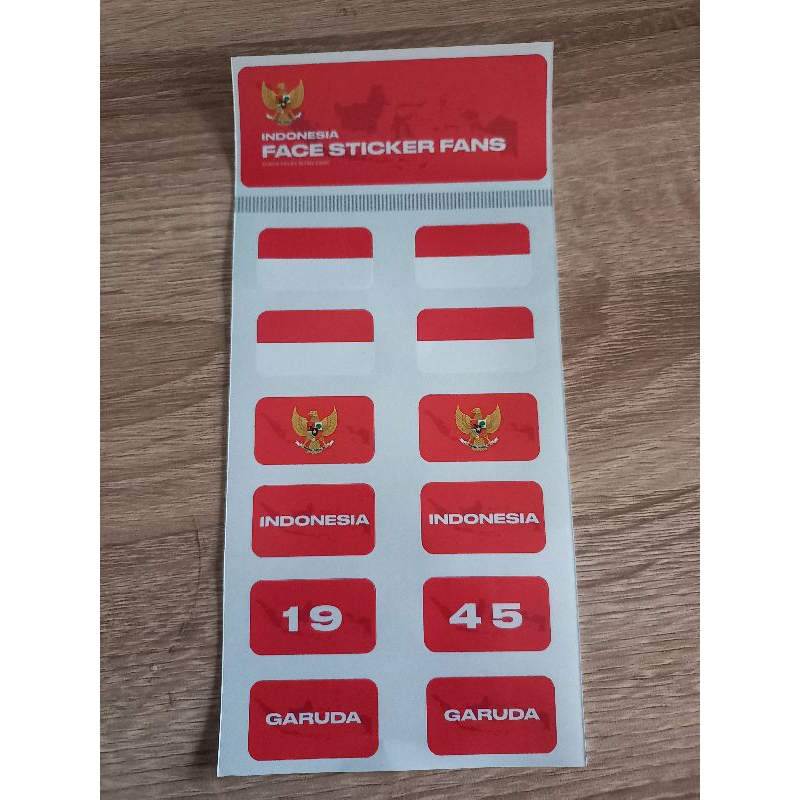 INDONESIA
FACE STICKER FANS
INDONESIA INDONESIA
19 45
GARUDA GARUDA